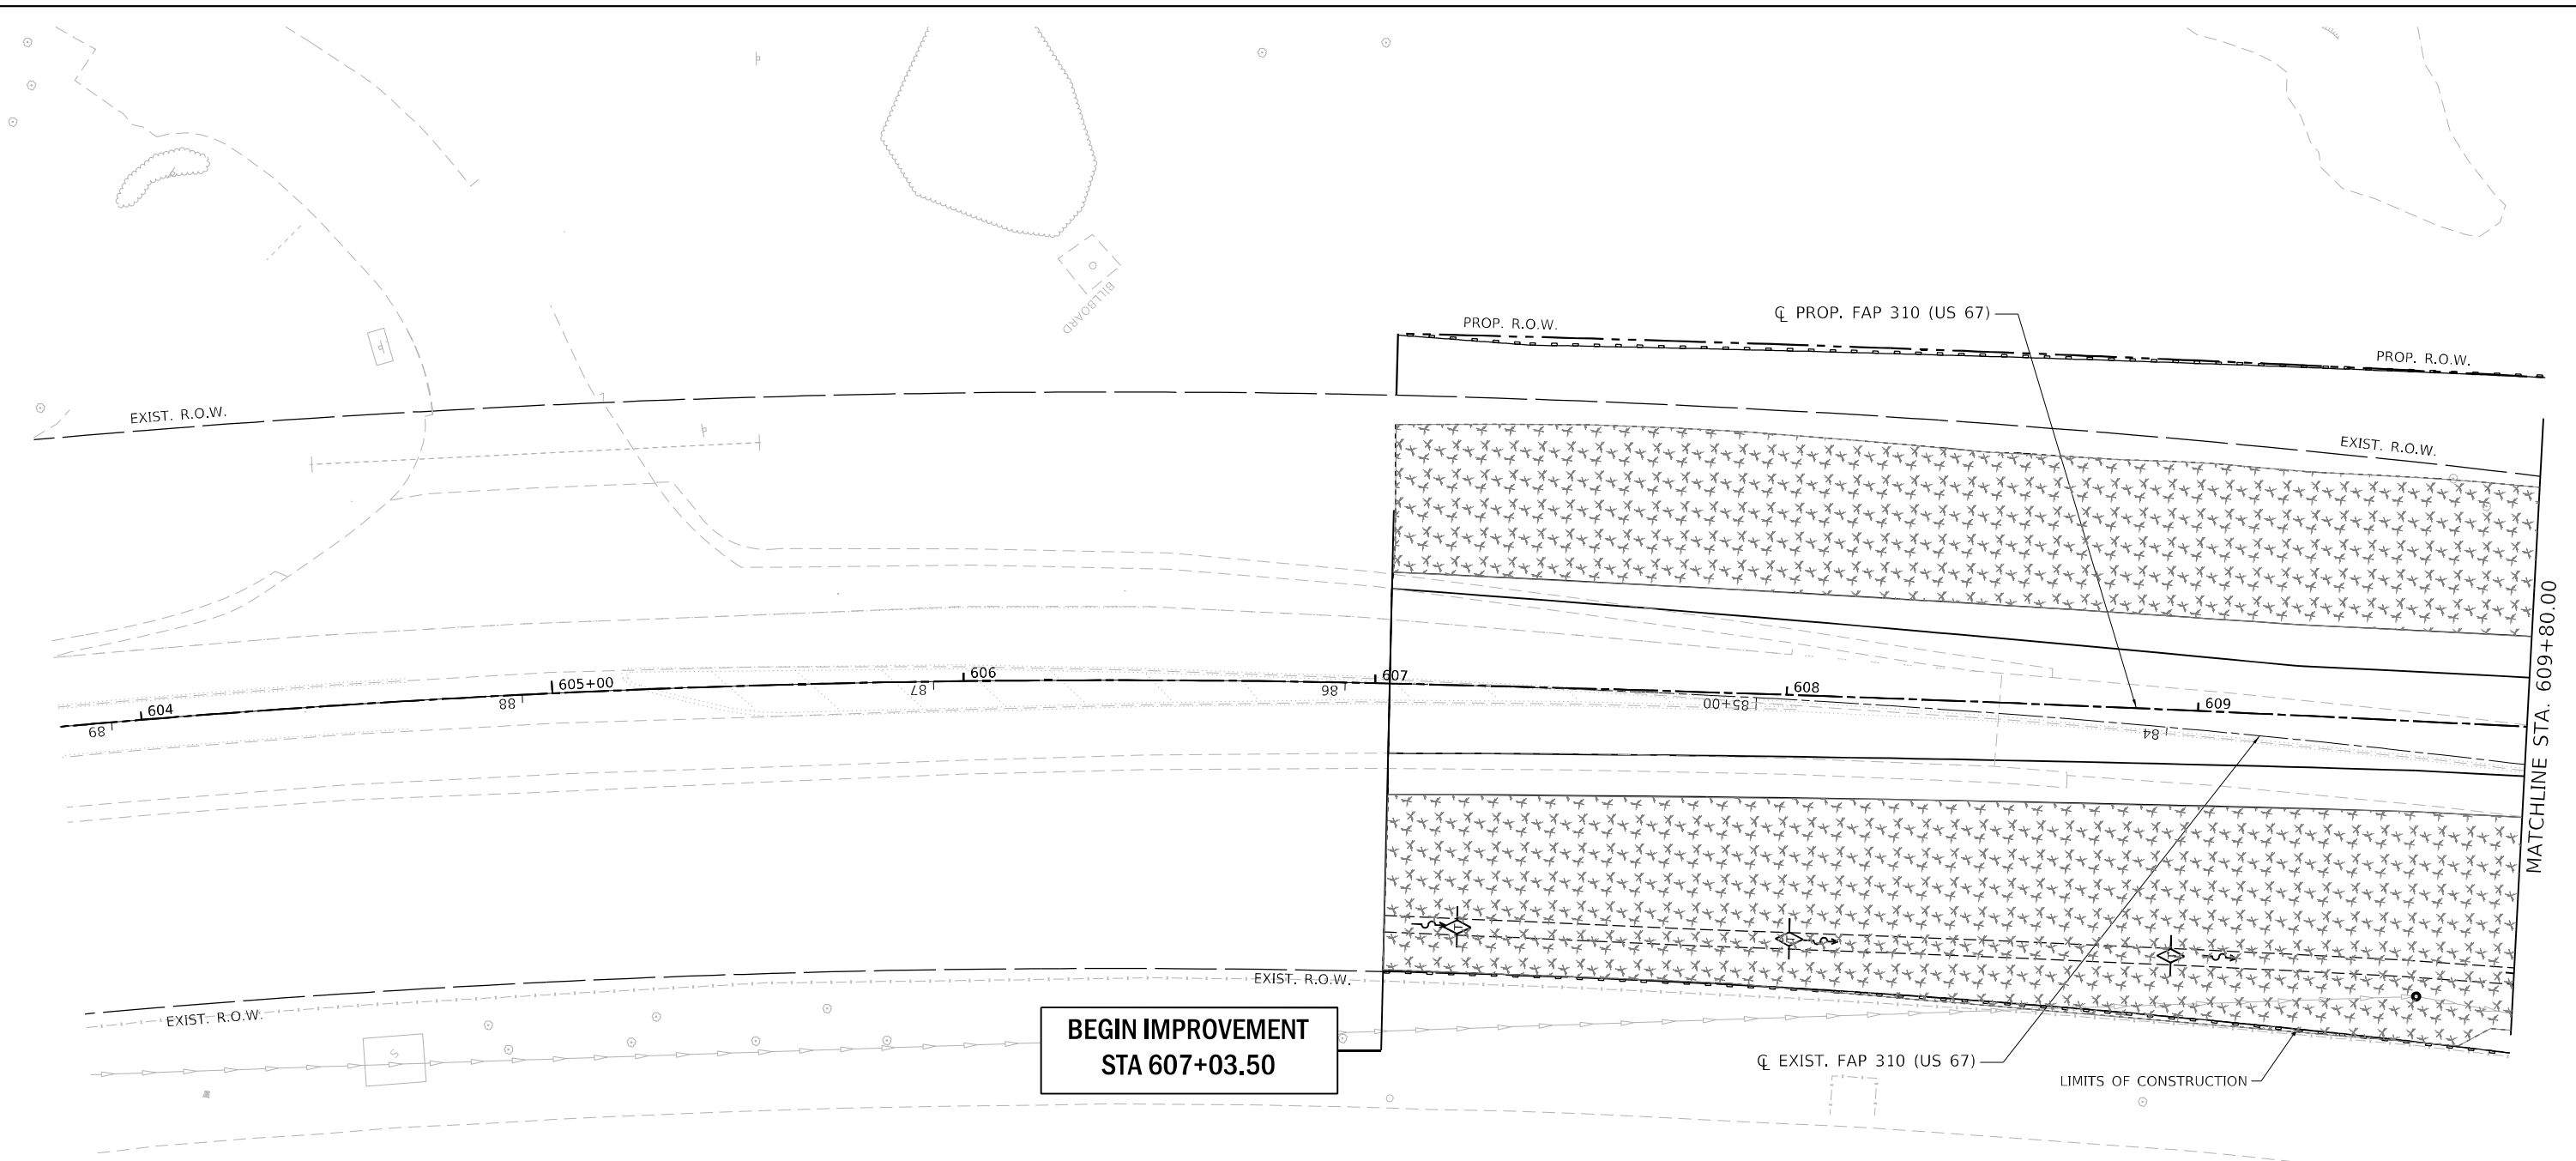 BILLBOARD
℄ PROP. FAP 310 (US 67)
PROP. R.O.W.
PROP. R.O.W.
EXIST. R.O.W.
EXIST. R.O.W.
604
605+00
606
607
608
609
89
88
87
86
85+00
84
MATCHLINE STA. 609+80.00
EXIST. R.O.W.
EXIST. R.O.W.
BEGIN IMPROVEMENT
STA 607+03.50
℄ EXIST. FAP 310 (US 67)
LIMITS OF CONSTRUCTION
S